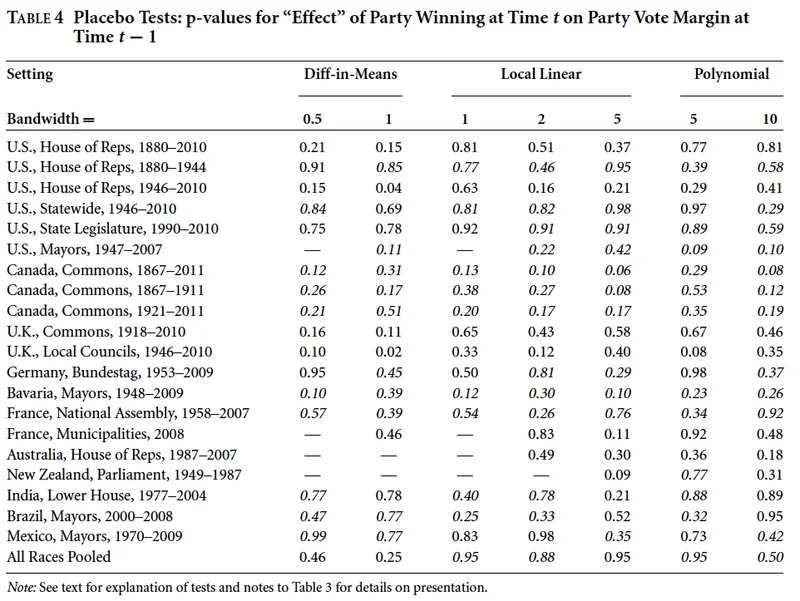 TABLE 4 Placebo Tests: p-values for “Effect” of Party Winning at Time t on Party Vote Margin at
Time t − 1
Setting Diff-in-Means Local Linear Polynomial
Bandwidth = 0.5 1 1 2 5 5 10
U.S., House of Reps, 1880–2010 0.21 0.15 0.81 0.51 0.37 0.77 0.81
U.S., House of Reps, 1880–1944 0.91 0.85 0.77 0.46 0.95 0.39 0.58
U.S., House of Reps, 1946–2010 0.15 0.04 0.63 0.16 0.21 0.29 0.41
U.S., Statewide, 1946–2010 0.84 0.69 0.81 0.82 0.98 0.97 0.29
U.S., State Legislature, 1990–2010 0.75 0.78 0.92 0.91 0.91 0.89 0.59
U.S., Mayors, 1947–2007 — 0.11 — 0.22 0.42 0.09 0.10
Canada, Commons, 1867–2011 0.12 0.31 0.13 0.10 0.06 0.29 0.08
Canada, Commons, 1867–1911 0.26 0.17 0.38 0.27 0.08 0.53 0.12
Canada, Commons, 1921–2011 0.21 0.51 0.20 0.17 0.17 0.35 0.19
U.K., Commons, 1918–2010 0.16 0.11 0.65 0.43 0.58 0.67 0.46
U.K., Local Councils, 1946–2010 0.10 0.02 0.33 0.12 0.40 0.08 0.35
Germany, Bundestag, 1953–2009 0.95 0.45 0.50 0.81 0.29 0.98 0.37
Bavaria, Mayors, 1948–2009 0.10 0.39 0.12 0.30 0.10 0.23 0.26
France, National Assembly, 1958–2007 0.57 0.39 0.54 0.26 0.76 0.34 0.92
France, Municipalities, 2008 — 0.46 — 0.83 0.11 0.92 0.48
Australia, House of Reps, 1987–2007 — — — 0.49 0.30 0.36 0.18
New Zealand, Parliament, 1949–1987 — — — — 0.09 0.77 0.31
India, Lower House, 1977–2004 0.77 0.78 0.40 0.78 0.21 0.88 0.89
Brazil, Mayors, 2000–2008 0.47 0.77 0.25 0.33 0.52 0.32 0.95
Mexico, Mayors, 1970–2009 0.99 0.77 0.83 0.98 0.35 0.73 0.42
All Races Pooled 0.46 0.25 0.95 0.88 0.95 0.95 0.50
Note: See text for explanation of tests and notes to Table 3 for details on presentation.